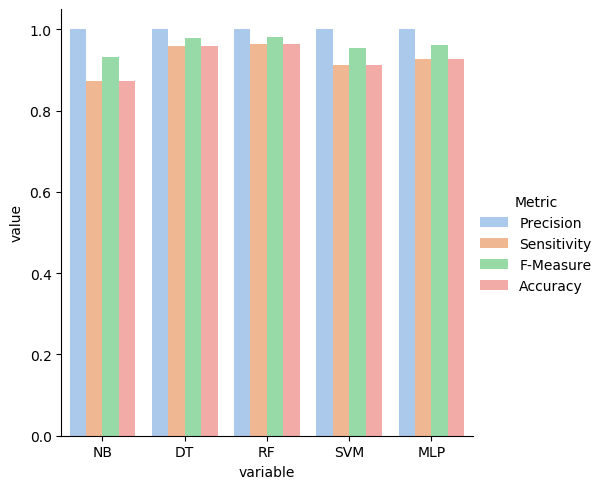 1.0
0.8
0.6
0.4
0.2
0.0
value
NB DT RF SVM MLP
variable
Metric
Precision
Sensitivity
F-Measure
Accuracy